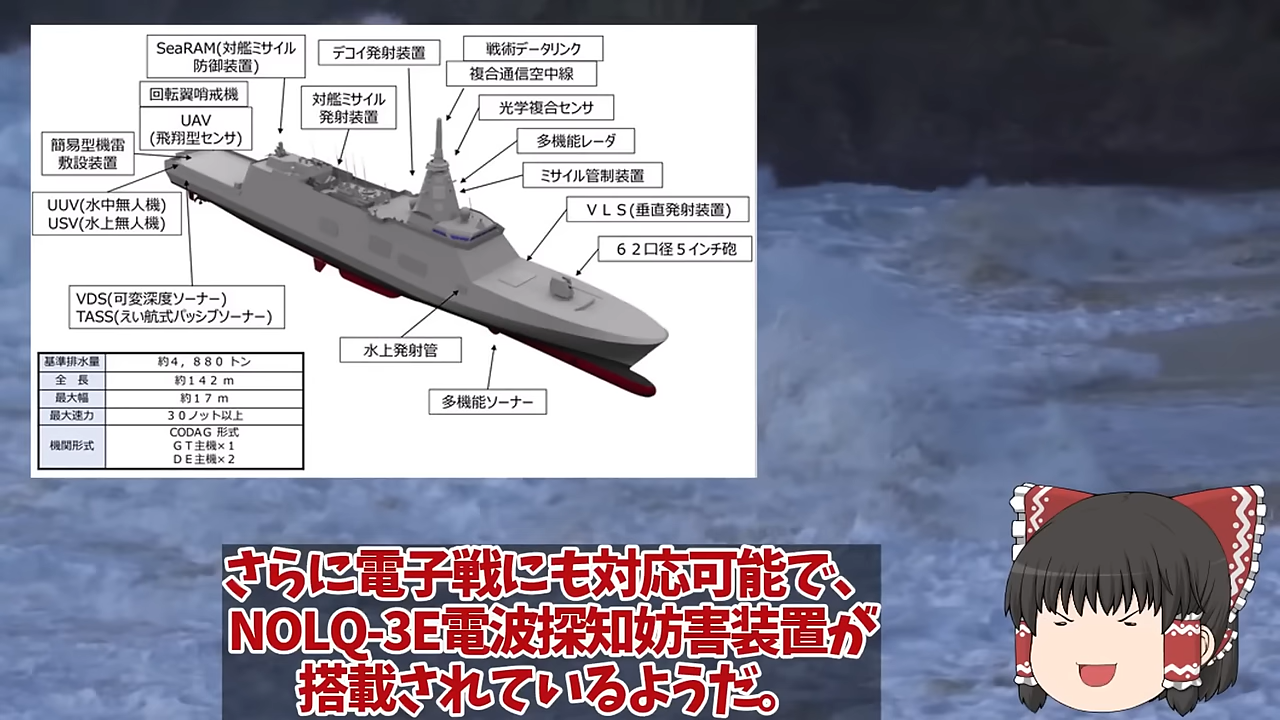 SeaRAM(対艦ミサイル
防御装置)
デコイ発射装置
戦術データリンク
複合通信空中線
回転翼哨戒機
対艦ミサイル
発射装置
光学複合センサ
UAV
(飛翔型センサ)
多機能レーダ
簡易型機雷
敷設装置
ミサイル管制装置
UUV(水中無人機)
USV(水上無人機)
ＶＬＳ(垂直発射装置)
６２口径５インチ砲
VDS(可変深度ソーナー)
TASS(えい航式パッシブソーナー)
水上発射管
多機能ソーナー
基準排水量 約４，８８０ トン
全 長 約１４２ ｍ
最大幅 約１７ ｍ
最大速力 ３０ノット以上
機関形式 CODAG 形式
ＧＴ主機×１
ＤＥ主機×２
さらに電子戦にも対応可能で、
NOLQ-3E電波探知妨害装置が
搭載されているようだ。